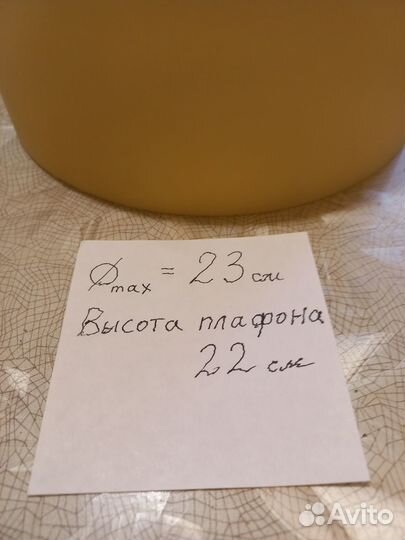 Ømax = 23 см
Высота плафона
22 см
Avito